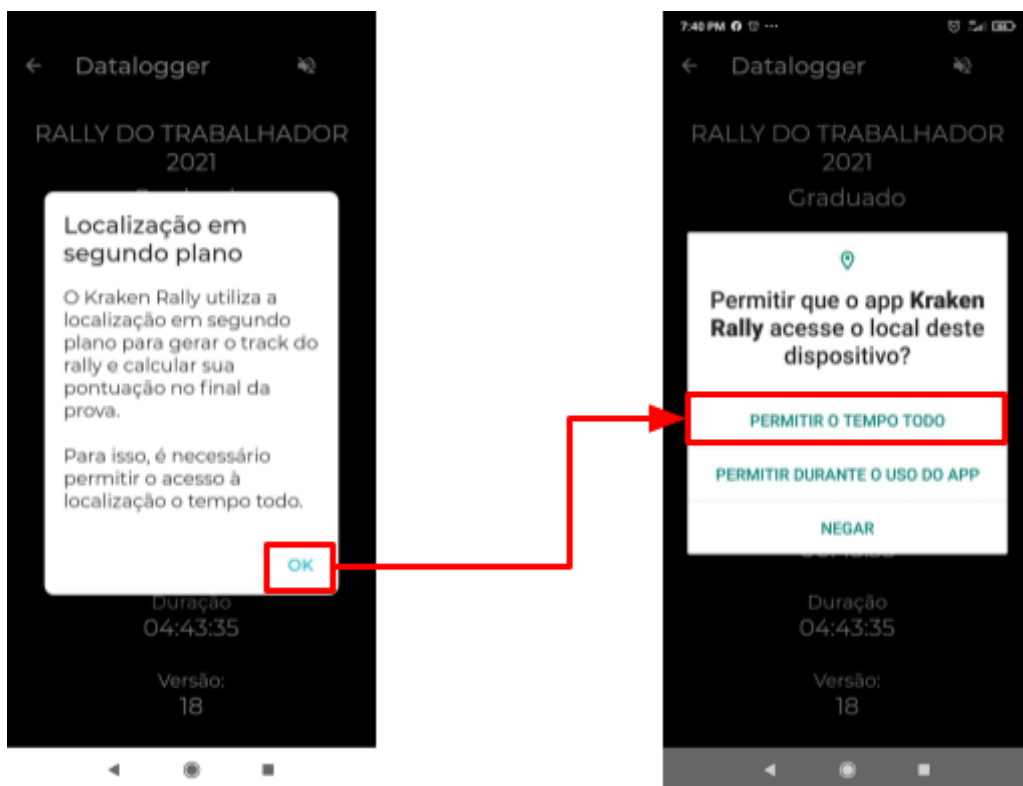 Datalogger
RALLY DO TRABALHADOR
2021
Localização em
segundo plano
O Kraken Rally utiliza a
localização em segundo
plano para gerar o track do
rally e calcular sua
pontuação no final da
prova.
Para isso, é necessário
permitir o acesso à
localização o tempo todo.
OK
Duração
04:43:35
Versão:
18
7:40 PM
Datalogger
RALLY DO TRABALHADOR
2021
Graduado
Permitir que o app Kraken
Rally acesse o local deste
dispositivo?
PERMITIR O TEMPO TODO
PERMITIR DURANTE O USO DO APP
NEGAR
Duração
04:43:35
Versão:
18